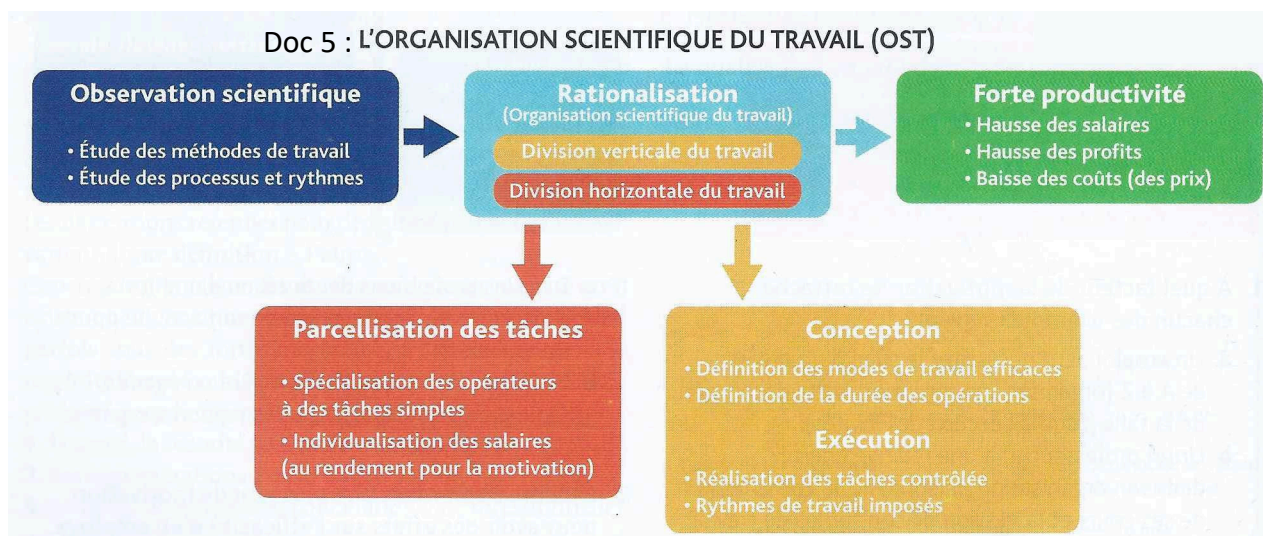 Doc 5 : L'ORGANISATION SCIENTIFIQUE DU TRAVAIL (OST)
Observation scientifique
• Étude des méthodes de travail
• Étude des processus et rythmes
Rationalisation
(Organisation scientifique du travail)
Division verticale du travail
Division horizontale du travail
Forte productivité
• Hausse des salaires
• Hausse des profits
• Baisse des coûts (des prix)
Parcellisation des tâches
• Spécialisation des opérateurs
à des tâches simples
• Individualisation des salaires
(au rendement pour la motivation)
Conception
• Définition des modes de travail efficaces
• Définition de la durée des opérations
Exécution
• Réalisation des tâches contrôlée
• Rythmes de travail imposés